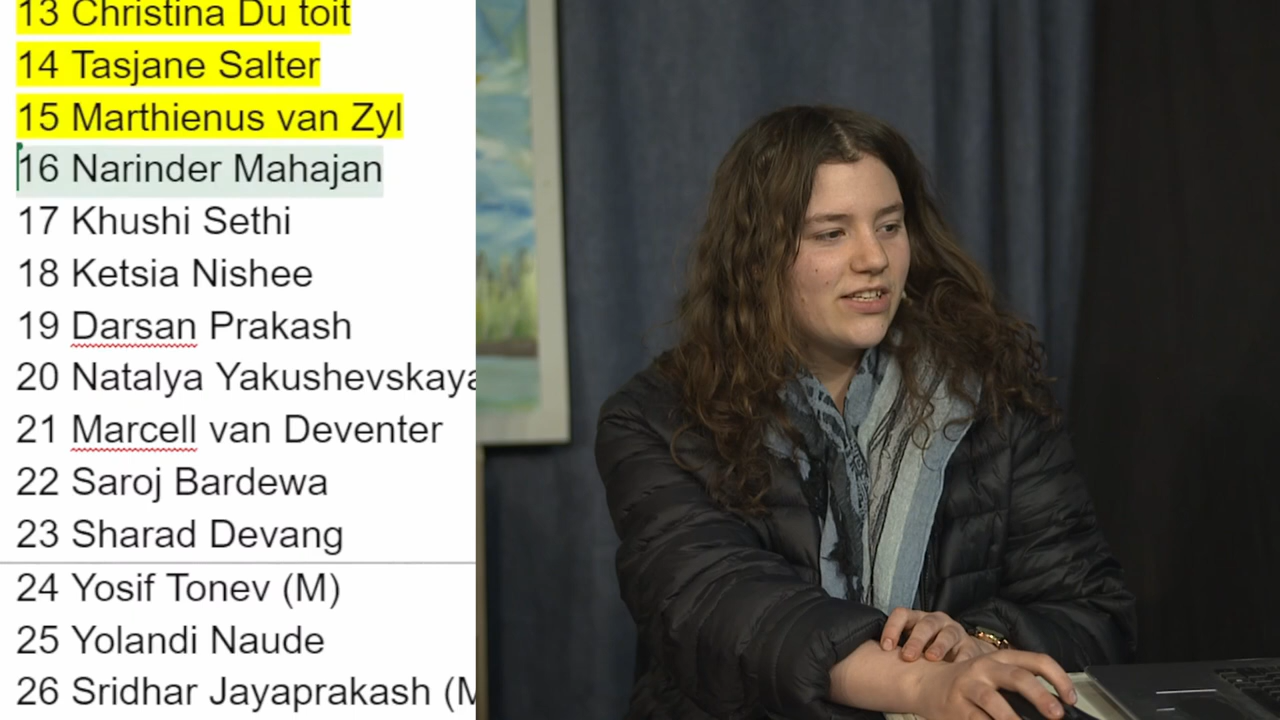 13 Christina Du toit
14 Tasjane Salter
15 Marthienus van Zyl
16 Narinder Mahajan
17 Khushi Sethi
18 Ketsia Nishee
19 Darsan Prakash
20 Natalya Yakushevskaya
21 Marcell van Deventer
22 Saroj Bardewa
23 Sharad Devang
24 Yosif Tonev (M)
25 Yolandi Naude
26 Sridhar Jayaprakash (M